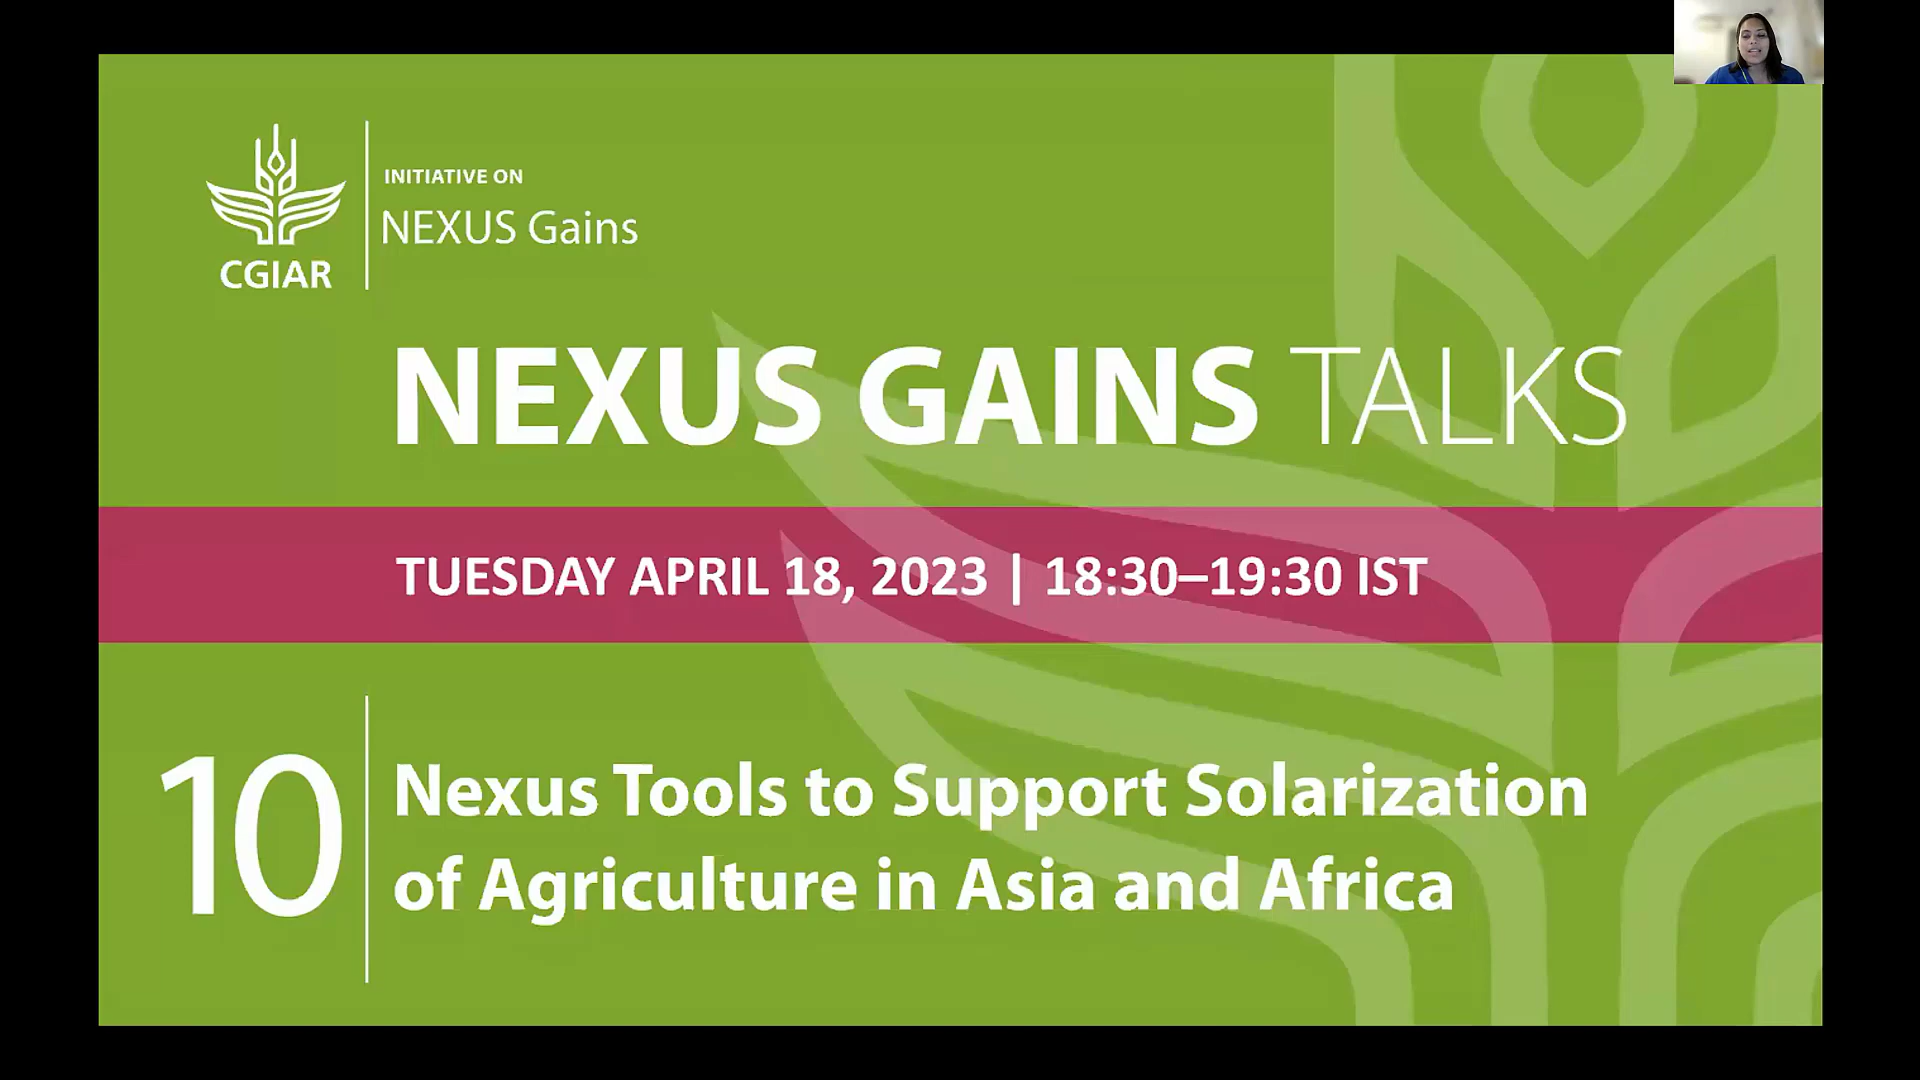 INITIATIVE ON
NEXUS Gains
CGIAR
NEXUS GAINS TALKS
TUESDAY APRIL 18, 2023 | 18:30–19:30 IST
10
Nexus Tools to Support Solarization
of Agriculture in Asia and Africa